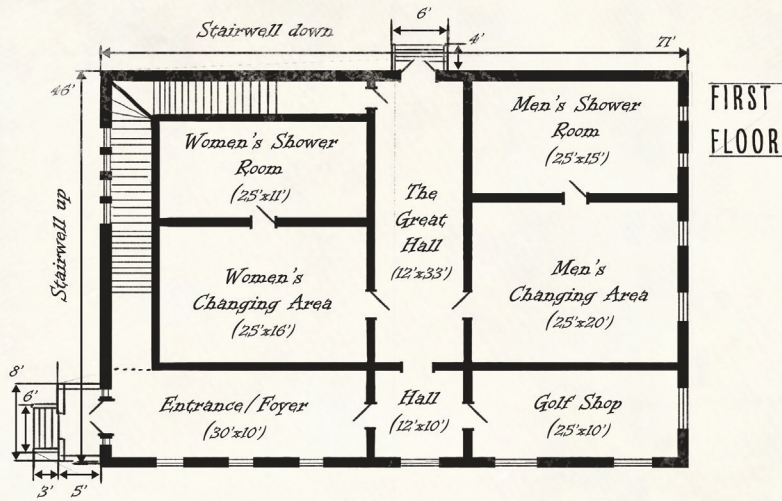 6'
Stairwell down
4'
71'
46'
FIRST
FLOOR
Men's Shower
Room
(25'x15')
Women's Shower
Room
(25'x11')
The
Great
Hall
(12'x33')
Stairwell up
Women's
Changing Area
(25'x16')
Men's
Changing Area
(25'x20')
8'
6'
Entrance/Foyer
(30'x10')
Hall
(12'x10')
Golf Shop
(25'x10')
3'
5'